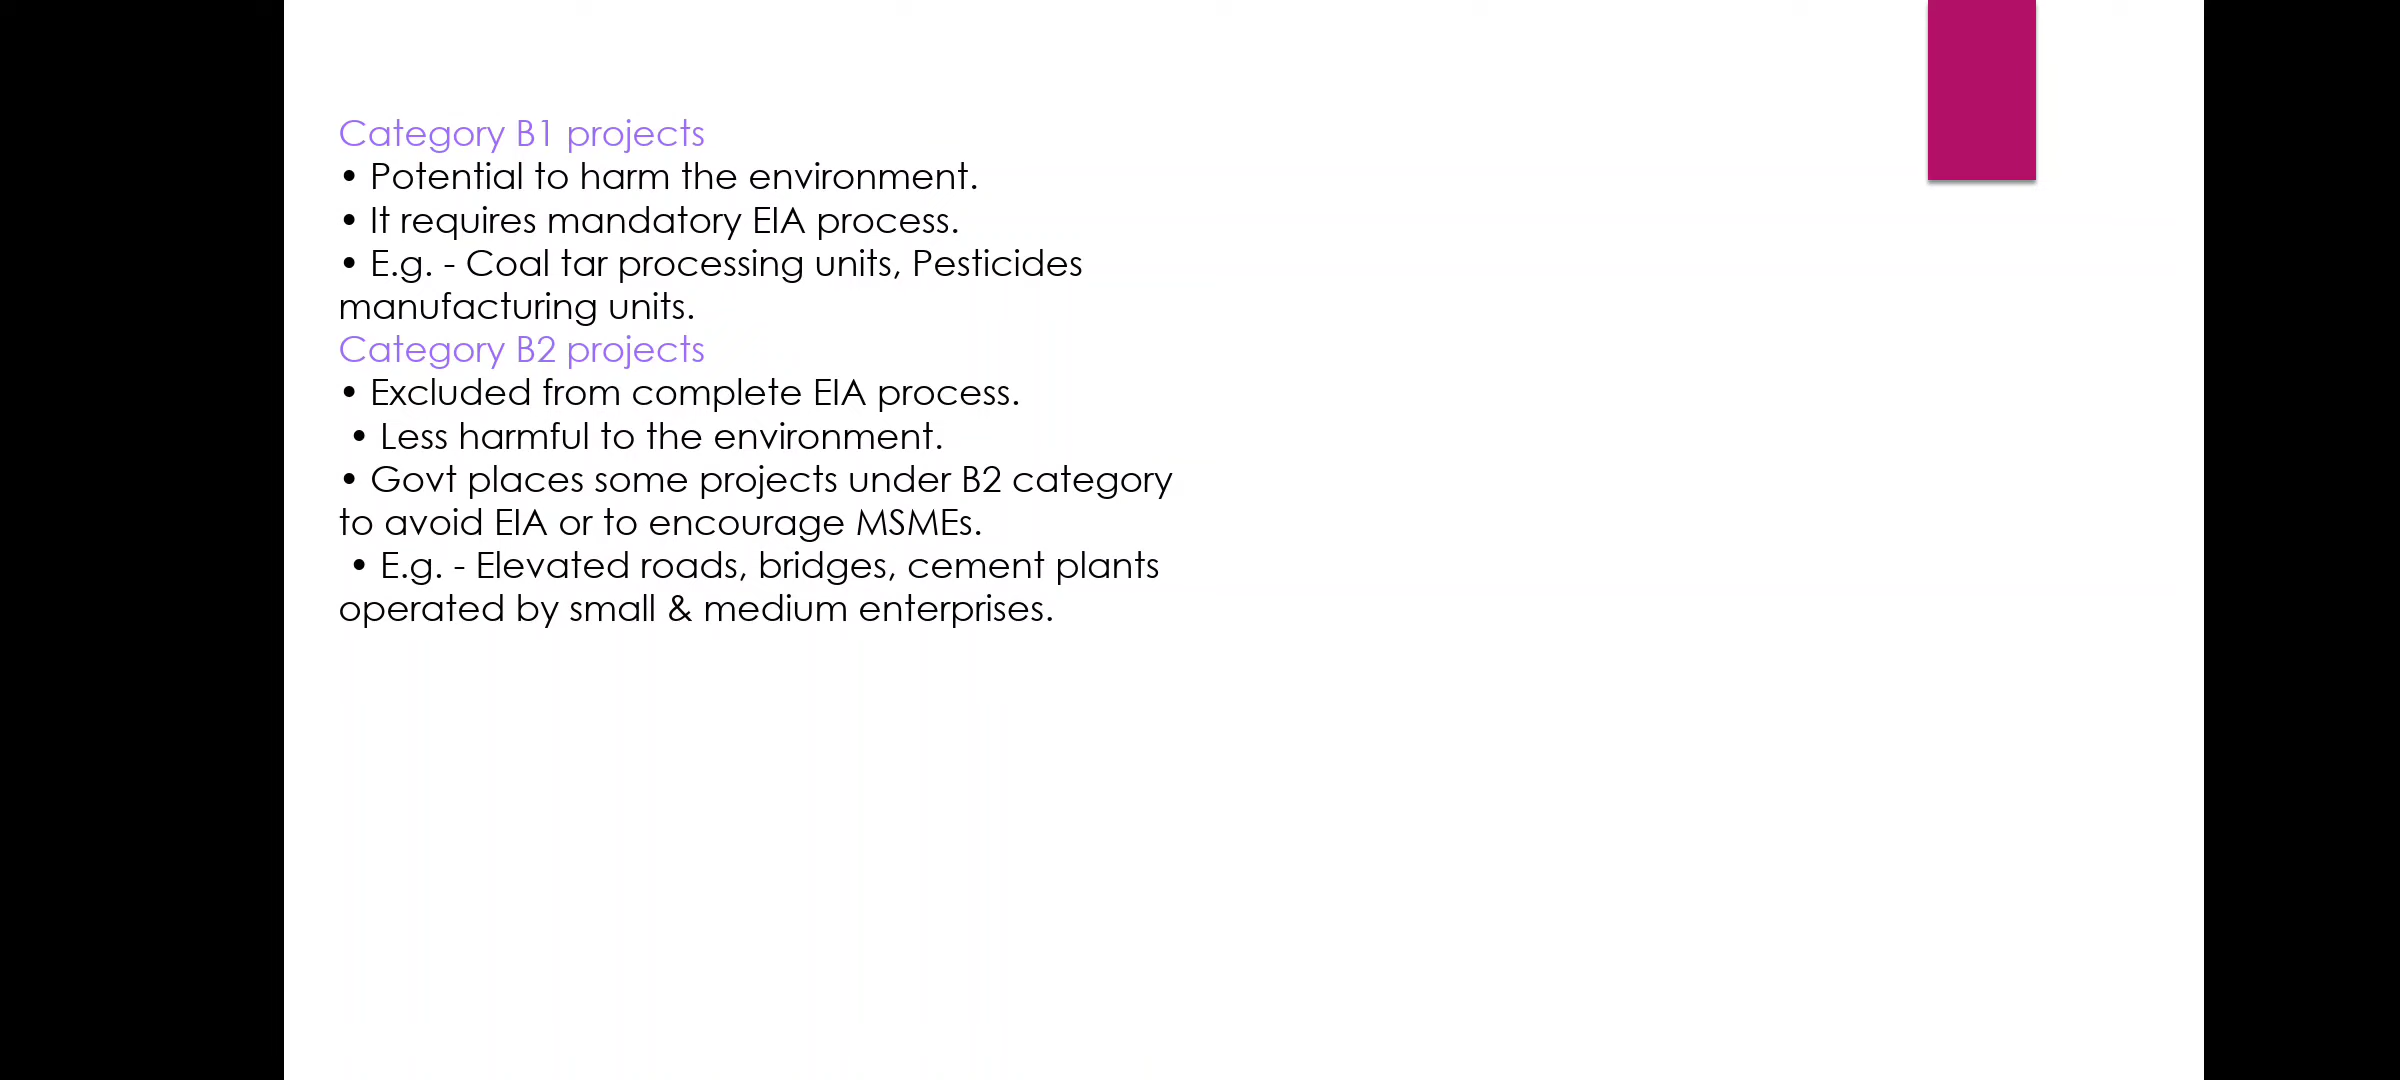 Category B1 projects
• Potential to harm the environment.
• It requires mandatory EIA process.
• E.g. - Coal tar processing units, Pesticides
manufacturing units.
Category B2 projects
• Excluded from complete EIA process.
• Less harmful to the environment.
• Govt places some projects under B2 category
to avoid EIA or to encourage MSMEs.
• E.g. - Elevated roads, bridges, cement plants
operated by small & medium enterprises.